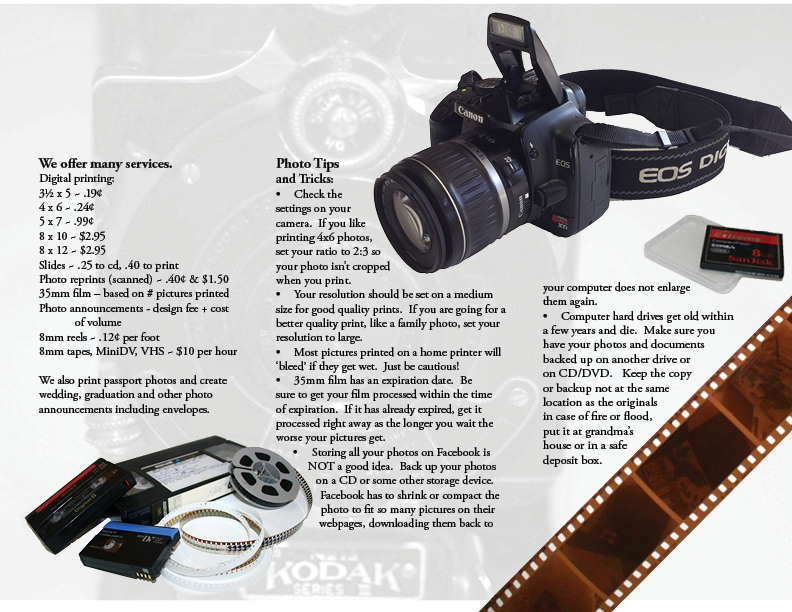 We offer many services.
Digital printing:
3½ x 5 ~ .19¢
4 x 6 ~ .24¢
5 x 7 ~ .99¢
8 x 10 ~ $2.95
8 x 12 ~ $2.95
Slides ~ .25 to cd, .40 to print
Photo reprints (scanned) ~ .40¢ & $1.50
35mm film – based on # pictures printed
Photo announcements - design fee + cost
of volume
8mm reels ~ .12¢ per foot
8mm tapes, MiniDV, VHS ~ $10 per hour
We also print passport photos and create
wedding, graduation and other photo
announcements including envelopes.
Photo Tips
and Tricks:
• Check the
settings on your
camera. If you like
printing 4x6 photos,
set your ratio to 2:3 so
your photo isn't cropped
when you print.
• Your resolution should be set on a medium
size for good quality prints. If you are going for a
better quality print, like a family photo, set your
resolution to large.
• Most pictures printed on a home printer will
'bleed' if they get wet. Just be cautious!
• 35mm film has an expiration date. Be
sure to get your film processed within the time
of expiration. If it has already expired, get it
processed right away as the longer you wait the
worse your pictures get.
• Storing all your photos on Facebook is
NOT a good idea. Back up your photos
on a CD or some other storage device.
Facebook has to shrink or compact the
photo to fit so many pictures on their
webpages, downloading them back to
your computer does not enlarge
them again.
• Computer hard drives get old within
a few years and die. Make sure you
have your photos and documents
backed up on another drive or
on CD/DVD. Keep the copy
or backup not at the same
location as the originals
in case of fire or flood,
put it at grandma's
house or in a safe
deposit box.
Canon
EOS
Canon
XTi
EOS DIG
Extreme
CompactFlash
8 GB
SanDisk
Mini DV
KODAK
SERIES II